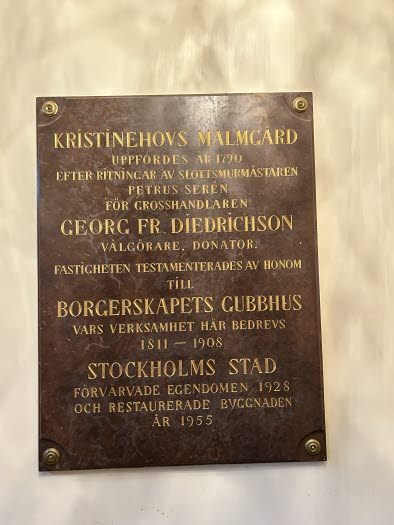 KRISTINEHOVS MALMGÅRD
UPPFÖRDES ÅR 1790
EFTER RITNINGAR AV SLOTTSMURMÄSTAREN
PETRUS SERÉN
FÖR GROSSHANDLAREN
GEORG FR. DIEDRICHSON
VÄLGÖRARE, DONATOR.
FASTIGHETEN TESTAMENTERADES AV HONOM
TILL
BORGERSKAPETS GUBBHUS
VARS VERKSAMHET HÄR BEDREVS
1811 — 1908
STOCKHOLMS STAD
FÖRVÄRVADE EGENDOMEN 1928
OCH RESTAURERADE BYGGNADEN
ÅR 1955